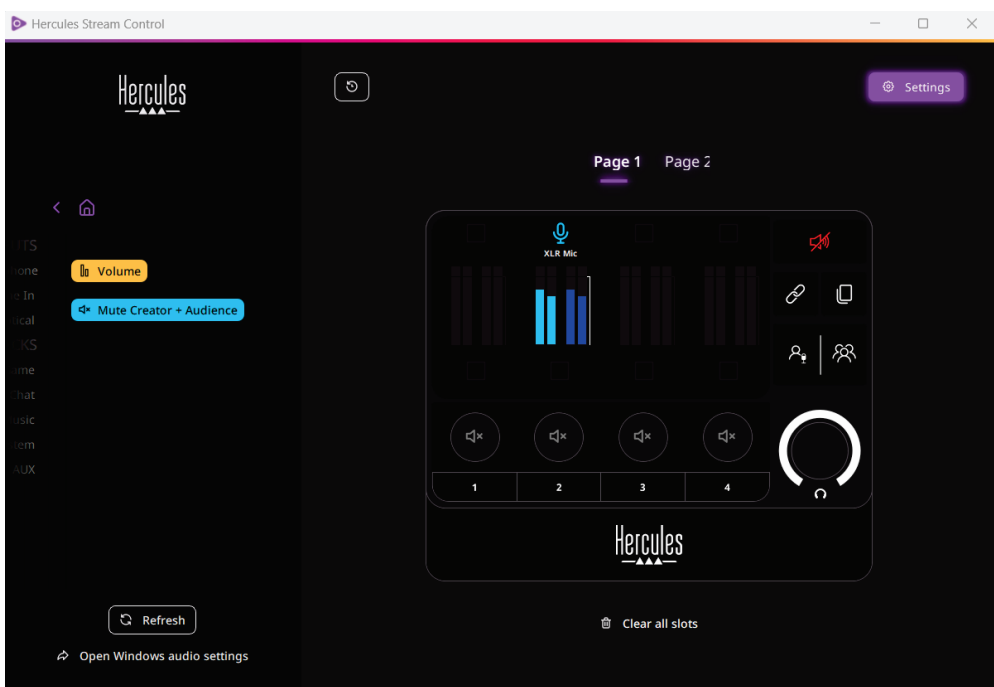 Hercules Stream Control
Hercules
Settings
Page 1 Page 2
XLR Mic
Volume
Mute Creator + Audience
AUX
1 2 3 4
Hercules
Refresh
Clear all slots
Open Windows audio settings